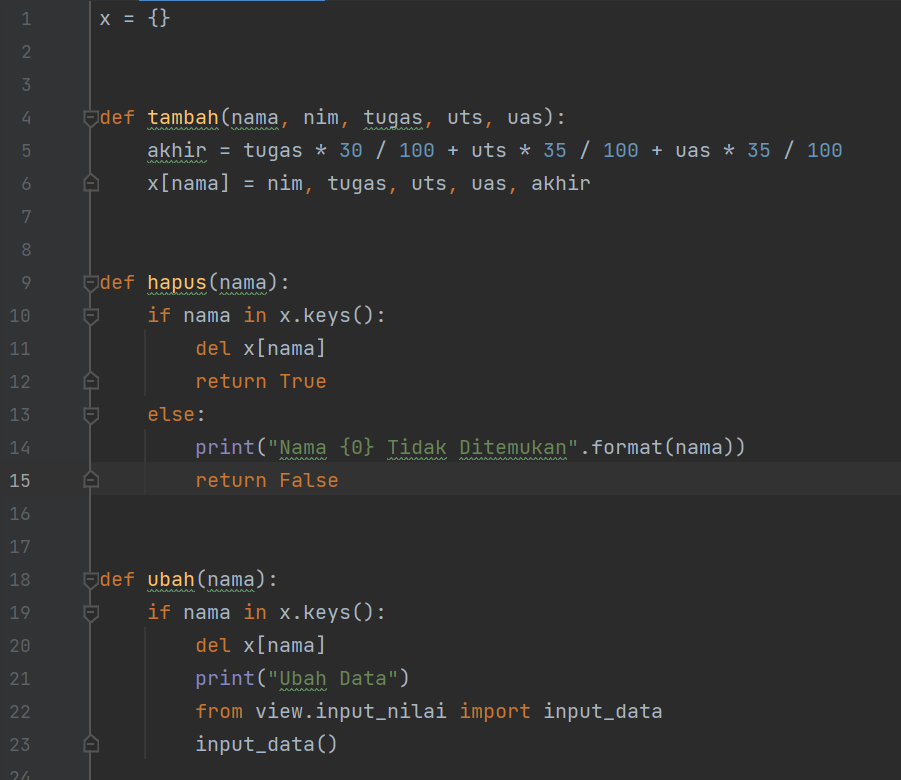 1 x = {}
2
3
4 def tambah(nama, nim, tugas, uts, uas):
5 akhir = tugas * 30 / 100 + uts * 35 / 100 + uas * 35 / 100
6 x[nama] = nim, tugas, uts, uas, akhir
7
8
9 def hapus(nama):
10 if nama in x.keys():
11 del x[nama]
12 return True
13 else:
14 print("Nama {0} Tidak Ditemukan".format(nama))
15 return False
16
17
18 def ubah(nama):
19 if nama in x.keys():
20 del x[nama]
21 print("Ubah Data")
22 from view.input_nilai import input_data
23 input_data()
24